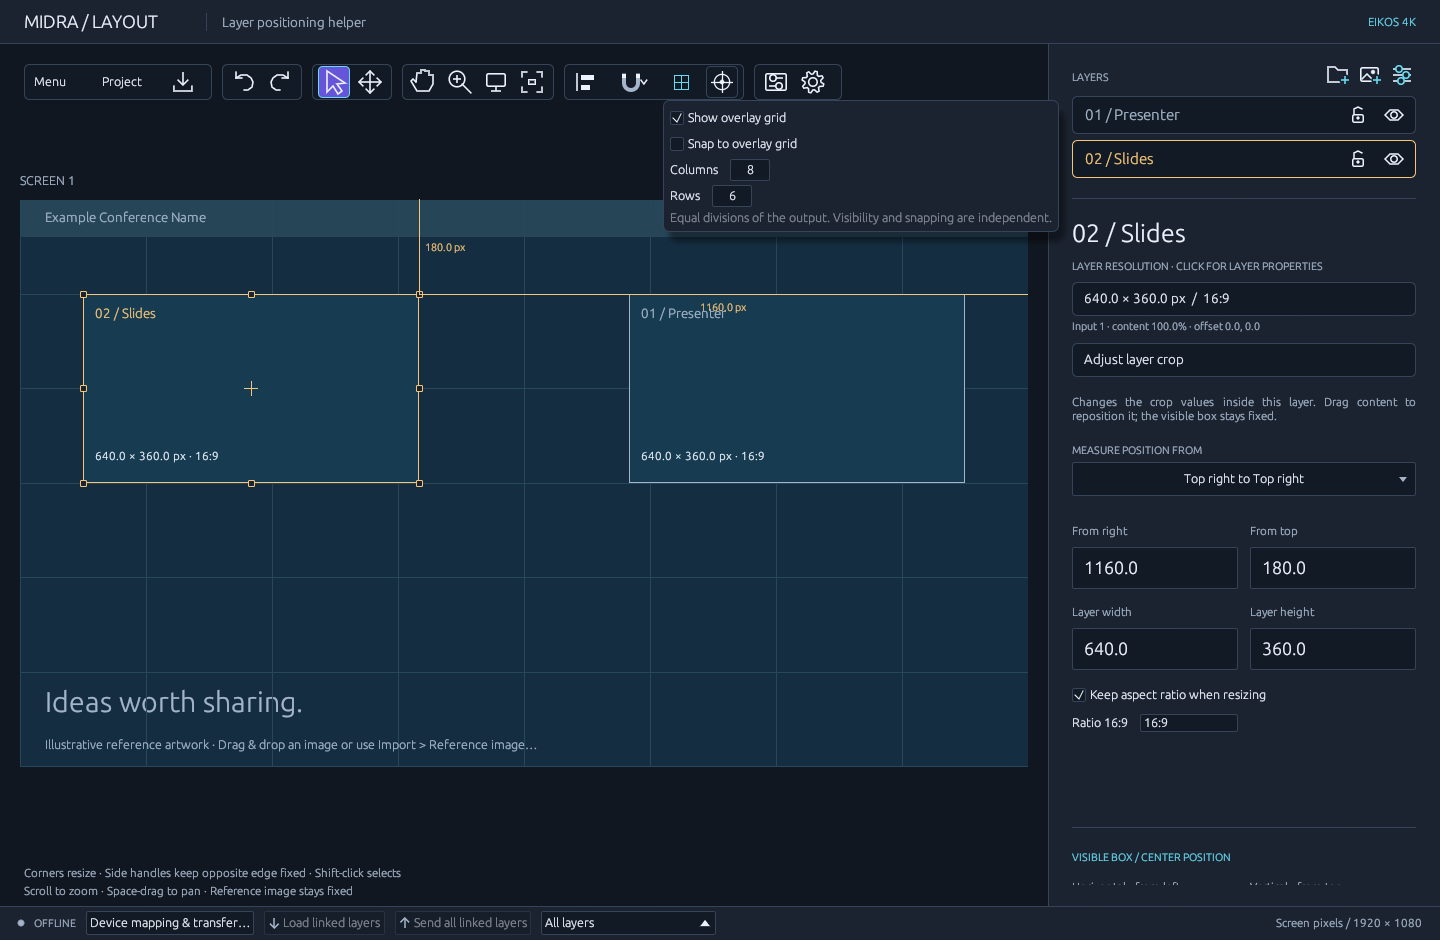 MIDRA / LAYOUT
Layer positioning helper
EIKOS 4K
Menu
Project
LAYERS
01 / Presenter
02 / Slides
Show overlay grid
Snap to overlay grid
Columns 8
Rows 6
Equal divisions of the output. Visibility and snapping are independent.
SCREEN 1
Example Conference Name
180.0 px
1160.0 px
02 / Slides
640.0 × 360.0 px · 16:9
01 / Presenter
640.0 × 360.0 px · 16:9
Ideas worth sharing.
Illustrative reference artwork · Drag & drop an image or use Import > Reference image...
02 / Slides
LAYER RESOLUTION · CLICK FOR LAYER PROPERTIES
640.0 × 360.0 px / 16:9
Input 1 · content 100.0% · offset 0.0, 0.0
Adjust layer crop
Changes the crop values inside this layer. Drag content to
reposition it; the visible box stays fixed.
MEASURE POSITION FROM
Top right to Top right
From right
From top
1160.0
180.0
Layer width
Layer height
640.0
360.0
Keep aspect ratio when resizing
Ratio 16:9 16:9
VISIBLE BOX / CENTER POSITION
Corners resize · Side handles keep opposite edge fixed · Shift-click selects
Scroll to zoom · Space-drag to pan · Reference image stays fixed
OFFLINE
Device mapping & transfer...
Load linked layers
Send all linked layers
All layers
Screen pixels / 1920 × 1080